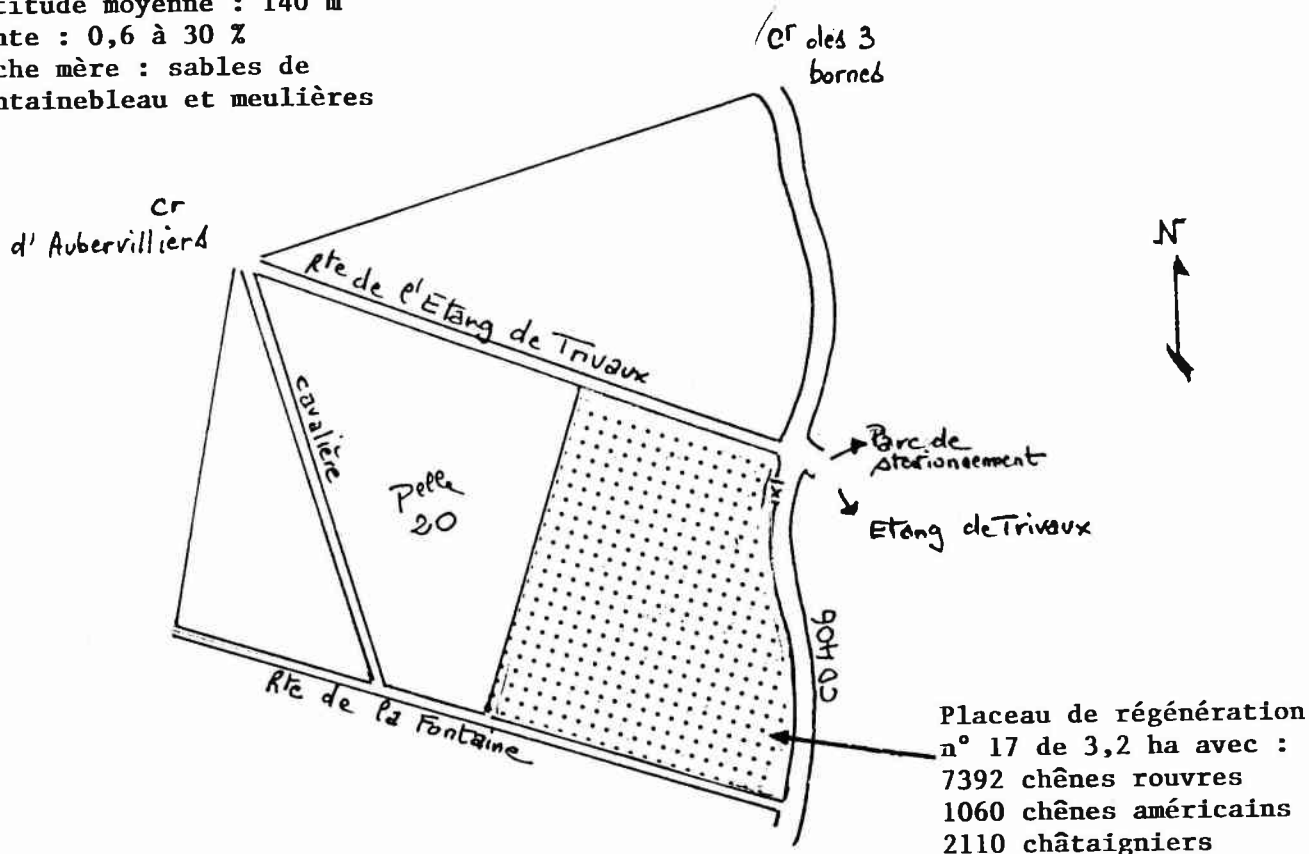 titude moyenne : 140 m
nte : 0,6 à 30 %
che mère : sables de
ntainebleau et meulières
Cr des 3
bornes
Cr
d'Aubervilliers
N
Rte de l'Etang de Trivaux
cavalière
Pelle
20
Parc de
stationnement
Etang de Trivaux
CD 406
Rte de la Fontaine
Placeau de régénération
n° 17 de 3,2 ha avec :
7392 chênes rouvres
1060 chênes américains
2110 châtaigniers